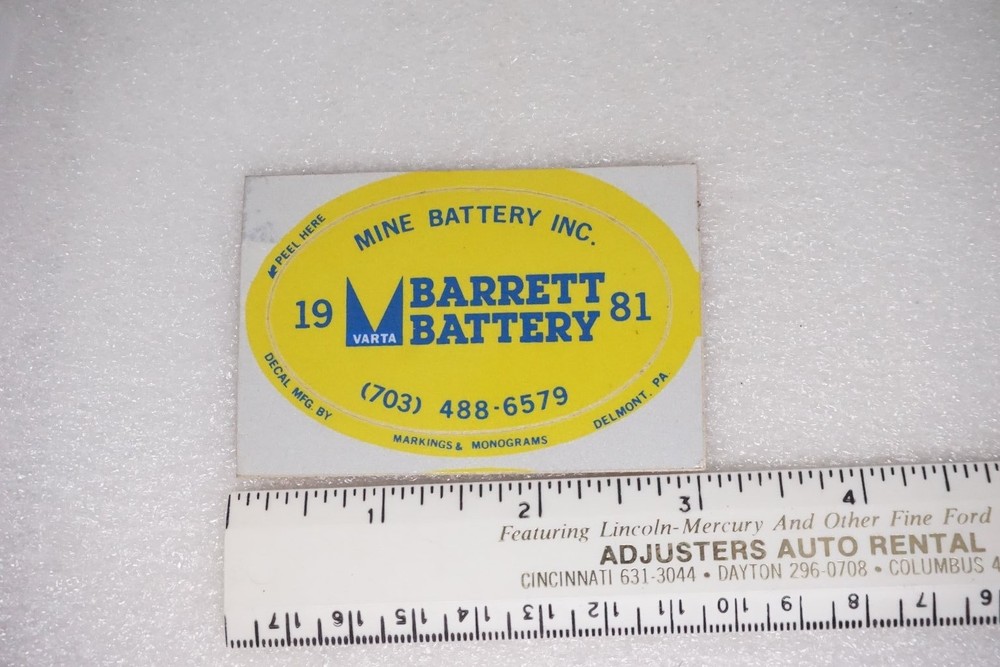 MINE BATTERY INC.
PEEL HERE
19 VARTA BARRETT BATTERY 81
(703) 488-6579
DECAL MFG. BY
MARKINGS & MONOGRAMS
DELMONT, PA.
1 2 3 4
Featuring Lincoln-Mercury And Other Fine Ford
ADJUSTERS AUTO RENTAL
CINCINNATI 631-3044 • DAYTON 296-0708 • COLUMBUS 4
17 16 15 14 13 12 11 10 9 8 7 6